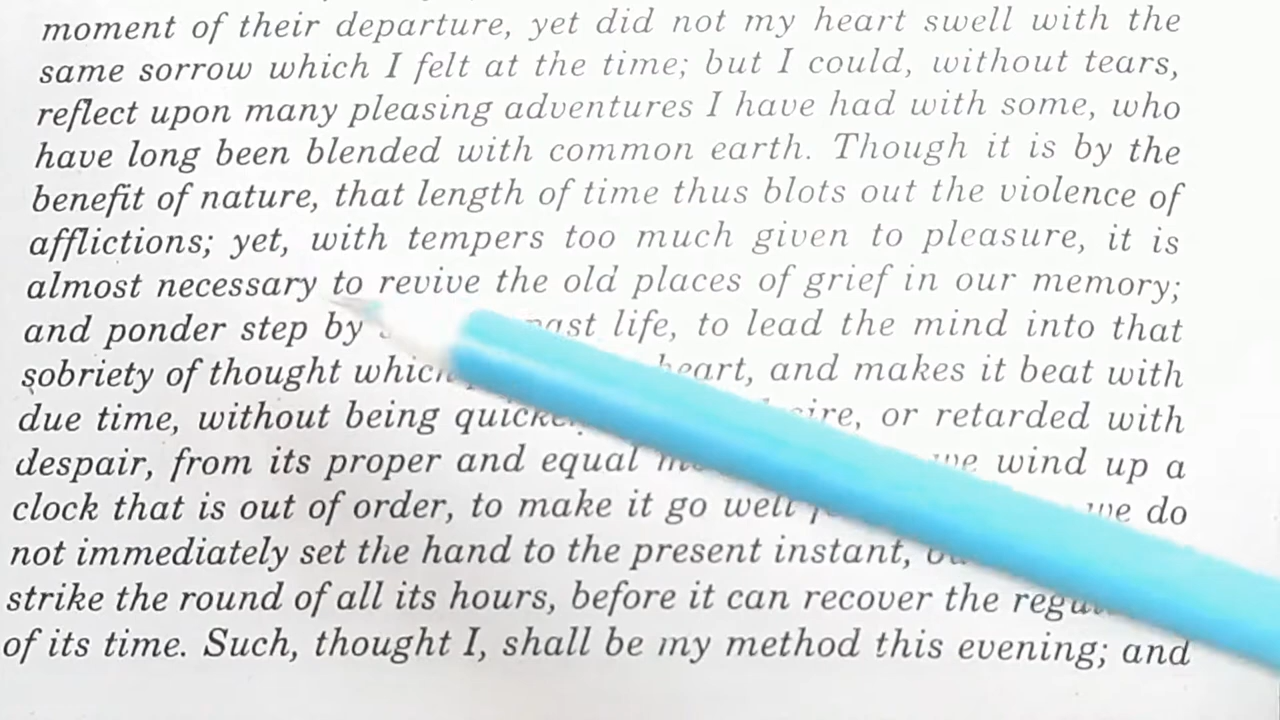 moment of their departure, yet did not my heart swell with the
same sorrow which I felt at the time; but I could, without tears,
reflect upon many pleasing adventures I have had with some, who
have long been blended with common earth. Though it is by the
benefit of nature, that length of time thus blots out the violence of
afflictions; yet, with tempers too much given to pleasure, it is
almost necessary to revive the old places of grief in our memory;
and ponder step by past life, to lead the mind into that
sobriety of thought which heart, and makes it beat with
due time, without being or retarded with
despair, from its proper and equal we wind up a
clock that is out of order, to make it go well we do
not immediately set the hand to the present instant,
strike the round of all its hours, before it can recover the
of its time. Such, thought I, shall be my method this evening; and